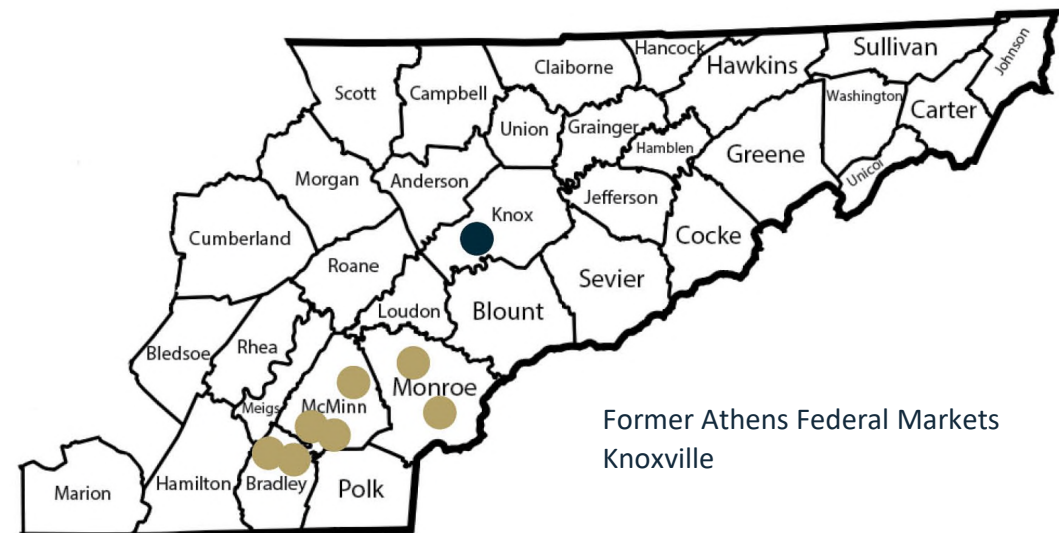 Hancock
Sullivan
Johnson
Claiborne
Hawkins
Scott
Campbell
Washington
Carter
Union
Grainger
Hamblen
Greene
Unicoi
Morgan
Anderson
Jefferson
Knox
Cocke
Cumberland
Roane
Sevier
Loudon
Blount
Bledsoe
Rhea
Monroe
Meigs
McMinn
Former Athens Federal Markets
Knoxville
Marion
Hamilton
Bradley
Polk